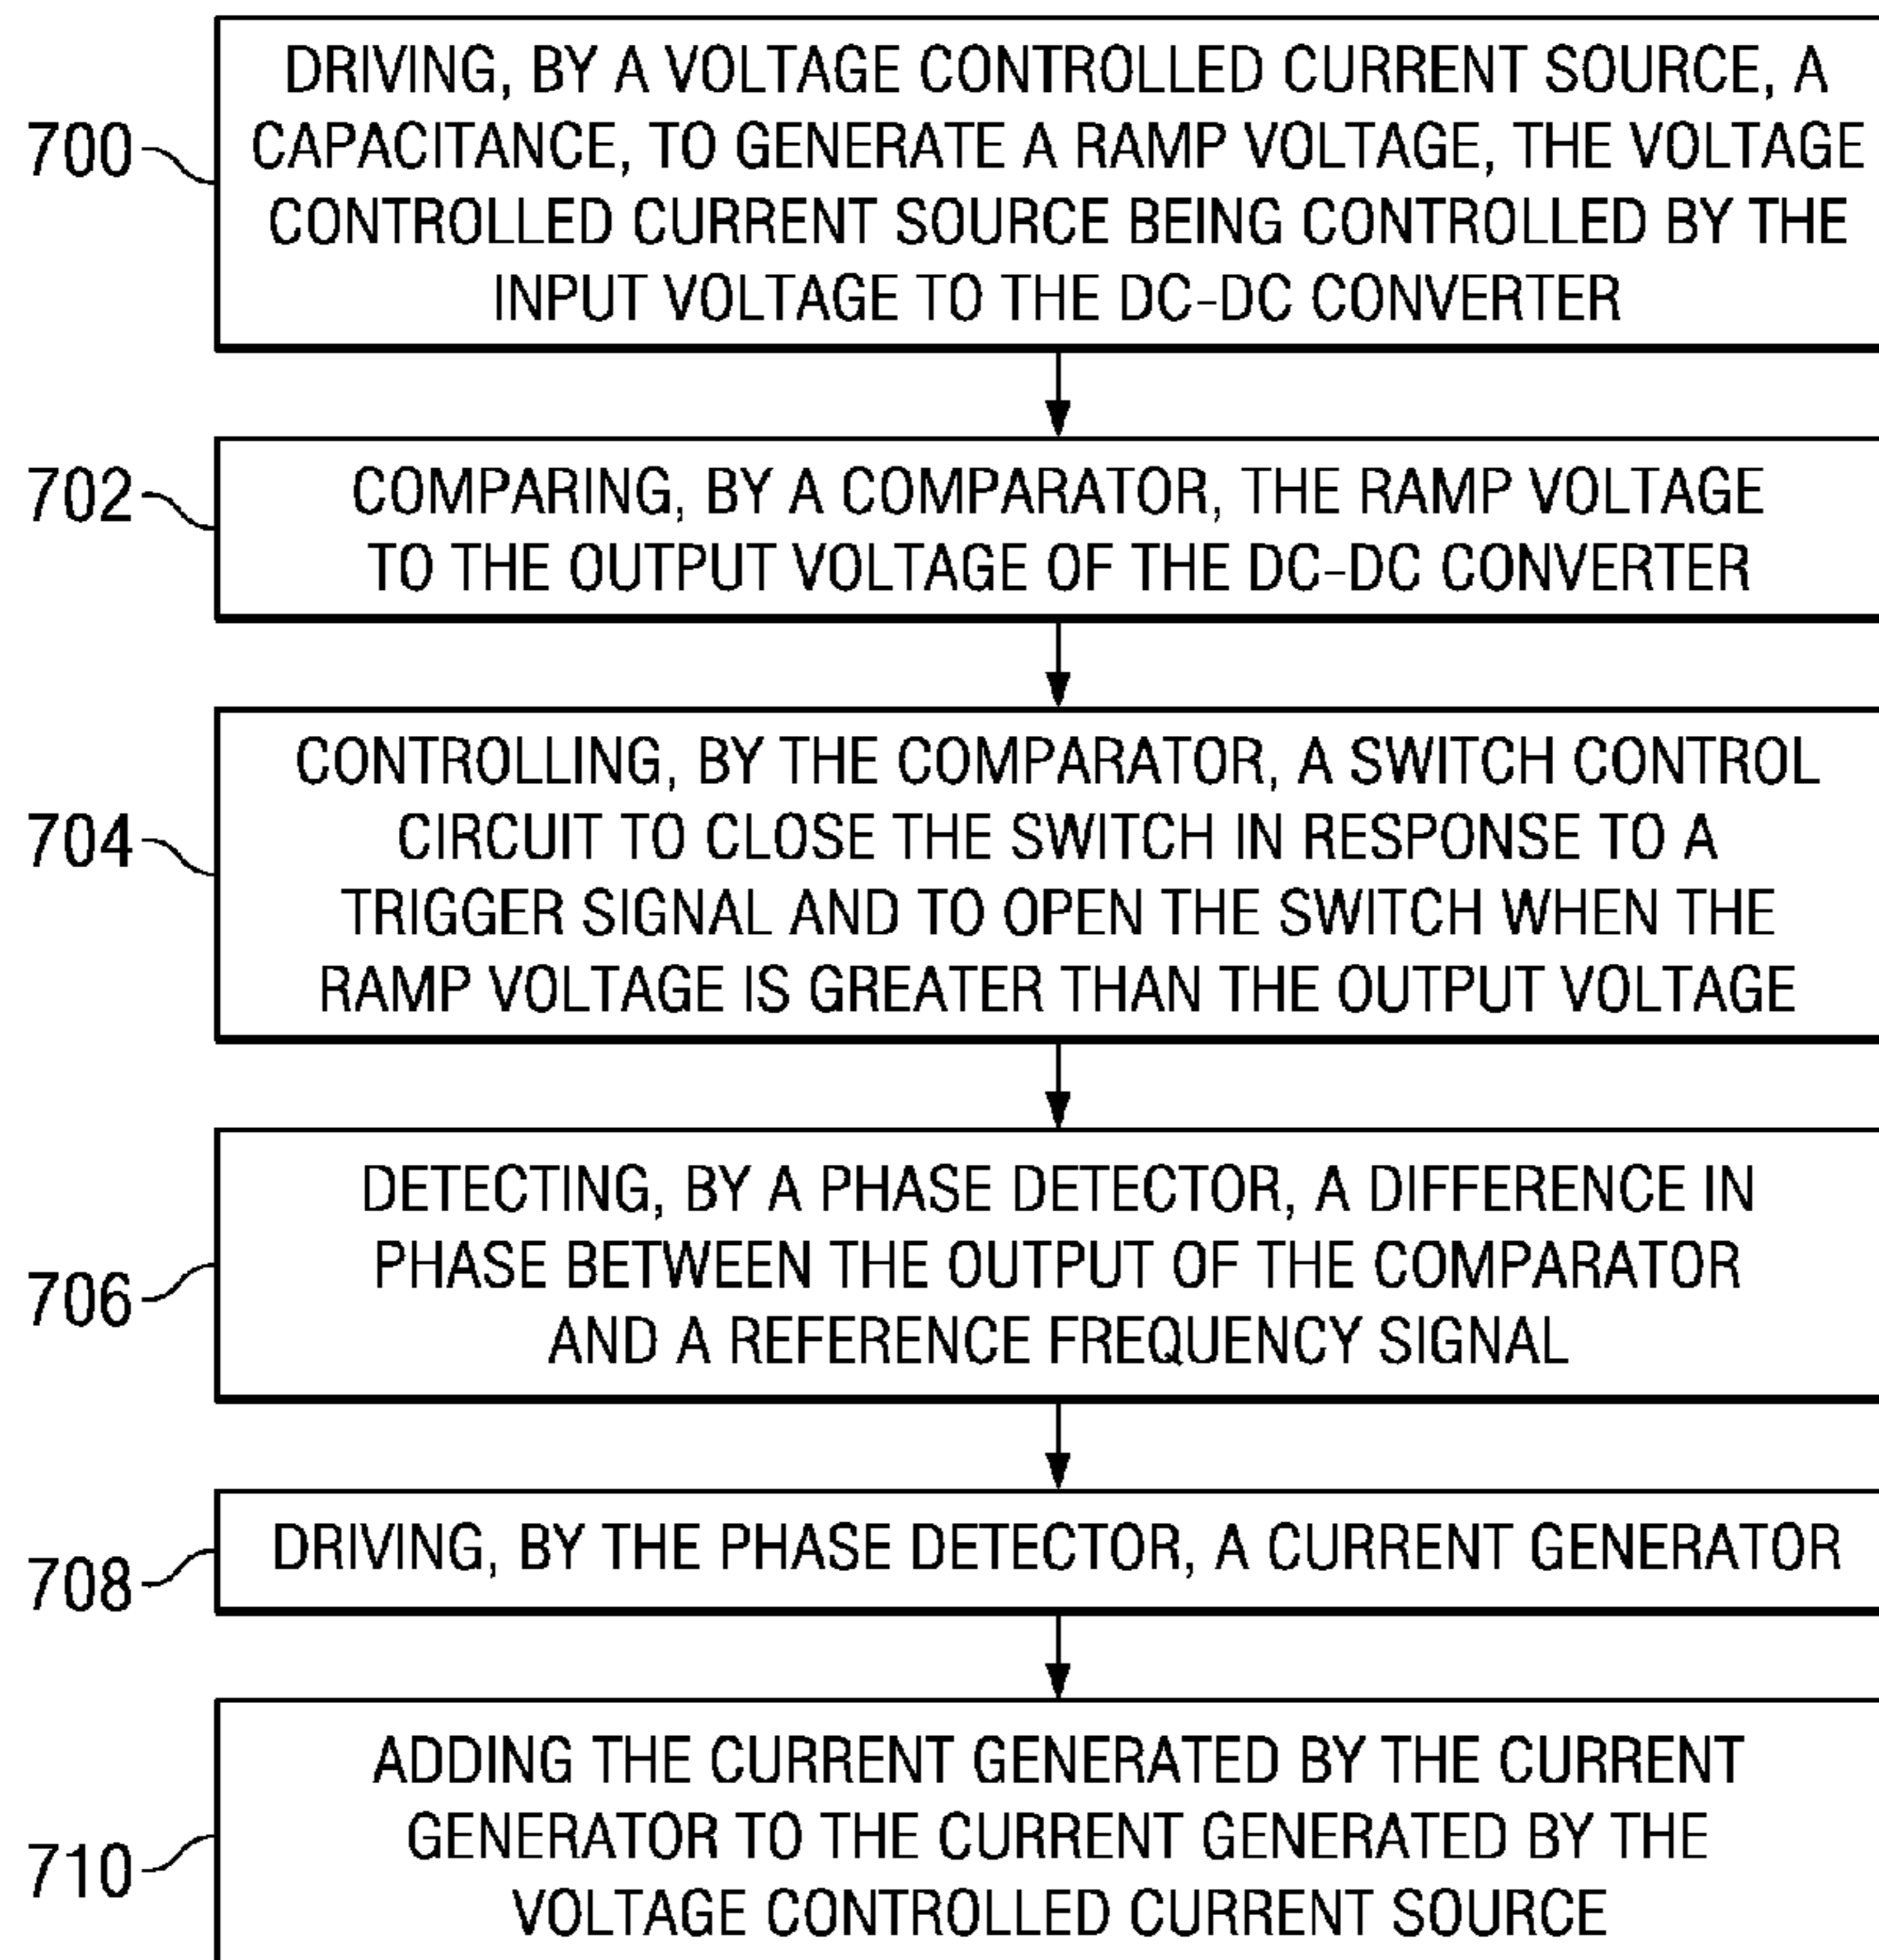 700
DRIVING, BY A VOLTAGE CONTROLLED CURRENT SOURCE, A
CAPACITANCE, TO GENERATE A RAMP VOLTAGE, THE VOLTAGE
CONTROLLED CURRENT SOURCE BEING CONTROLLED BY THE
INPUT VOLTAGE TO THE DC-DC CONVERTER
702
COMPARING, BY A COMPARATOR, THE RAMP VOLTAGE
TO THE OUTPUT VOLTAGE OF THE DC-DC CONVERTER
704
CONTROLLING, BY THE COMPARATOR, A SWITCH CONTROL
CIRCUIT TO CLOSE THE SWITCH IN RESPONSE TO A
TRIGGER SIGNAL AND TO OPEN THE SWITCH WHEN THE
RAMP VOLTAGE IS GREATER THAN THE OUTPUT VOLTAGE
706
DETECTING, BY A PHASE DETECTOR, A DIFFERENCE IN
PHASE BETWEEN THE OUTPUT OF THE COMPARATOR
AND A REFERENCE FREQUENCY SIGNAL
708
DRIVING, BY THE PHASE DETECTOR, A CURRENT GENERATOR
710
ADDING THE CURRENT GENERATED BY THE CURRENT
GENERATOR TO THE CURRENT GENERATED BY THE
VOLTAGE CONTROLLED CURRENT SOURCE